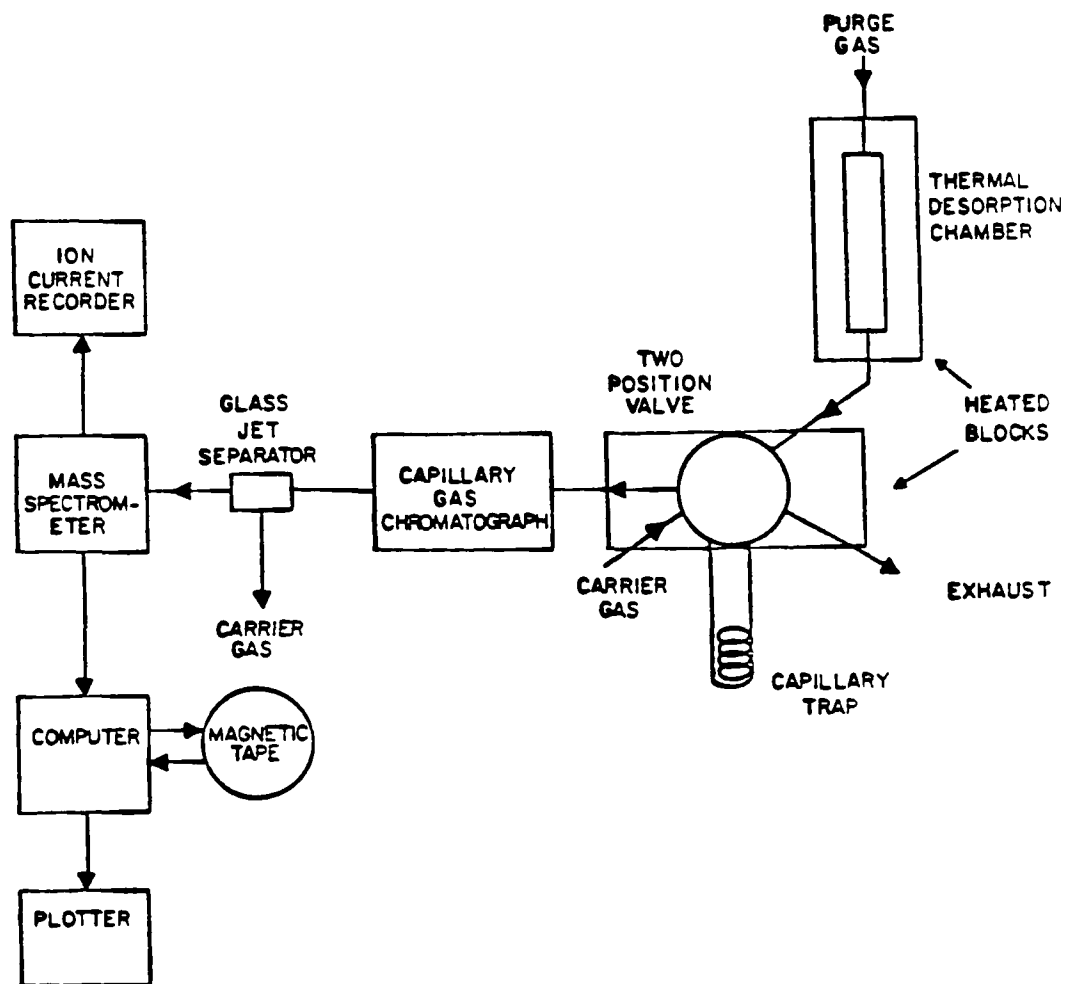 PURGE
GAS
THERMAL
DESORPTION
CHAMBER
ION
CURRENT
RECORDER
TWO
POSITION
VALVE
HEATED
BLOCKS
GLASS
JET
SEPARATOR
MASS
SPECTROM-
ETER
CAPILLARY
GAS
CHROMATOGRAPH
CARRIER
GAS
EXHAUST
CARRIER
GAS
CAPILLARY
TRAP
COMPUTER
MAGNETIC
TAPE
PLOTTER